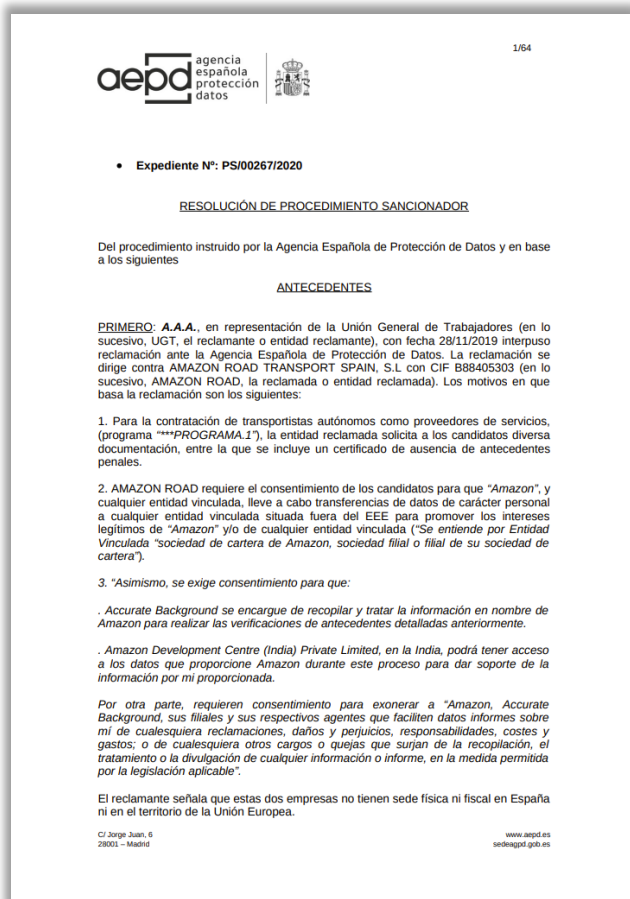 1/64
aepd agencia
española
protección
datos
• Expediente Nº: PS/00267/2020
RESOLUCIÓN DE PROCEDIMIENTO SANCIONADOR
Del procedimiento instruido por la Agencia Española de Protección de Datos y en base
a los siguientes
ANTECEDENTES
PRIMERO: A.A.A., en representación de la Unión General de Trabajadores (en lo
sucesivo, UGT, el reclamante o entidad reclamante), con fecha 28/11/2019 interpuso
reclamación ante la Agencia Española de Protección de Datos. La reclamación se
dirige contra AMAZON ROAD TRANSPORT SPAIN, S.L con CIF B88405303 (en lo
sucesivo, AMAZON ROAD, la reclamada o entidad reclamada). Los motivos en que
basa la reclamación son los siguientes:
1. Para la contratación de transportistas autónomos como proveedores de servicios,
(programa “***PROGRAMA.1”), la entidad reclamada solicita a los candidatos diversa
documentación, entre la que se incluye un certificado de ausencia de antecedentes
penales.
2. AMAZON ROAD requiere el consentimiento de los candidatos para que “Amazon”, y
cualquier entidad vinculada, lleve a cabo transferencias de datos de carácter personal
a cualquier entidad vinculada situada fuera del EEE para promover los intereses
legítimos de “Amazon” y/o de cualquier entidad vinculada (“Se entiende por Entidad
Vinculada “sociedad de cartera de Amazon, sociedad filial o filial de su sociedad de
cartera”).
3. “Asimismo, se exige consentimiento para que:
. Accurate Background se encargue de recopilar y tratar la información en nombre de
Amazon para realizar las verificaciones de antecedentes detalladas anteriormente.
. Amazon Development Centre (India) Private Limited, en la India, podrá tener acceso
a los datos que proporcione Amazon durante este proceso para dar soporte de la
información por mi proporcionada.
Por otra parte, requieren consentimiento para exonerar a “Amazon, Accurate
Background, sus filiales y sus respectivos agentes que faciliten datos informes sobre
mí de cualesquiera reclamaciones, daños y perjuicios, responsabilidades, costes y
gastos; o de cualesquiera otros cargos o quejas que surjan de la recopilación, el
tratamiento o la divulgación de cualquier información o informe, en la medida permitida
por la legislación aplicable”.
El reclamante señala que estas dos empresas no tienen sede física ni fiscal en España
ni en el territorio de la Unión Europea.
C/ Jorge Juan, 6
28001 – Madrid
www.aepd.es
sedeagpd.gob.es